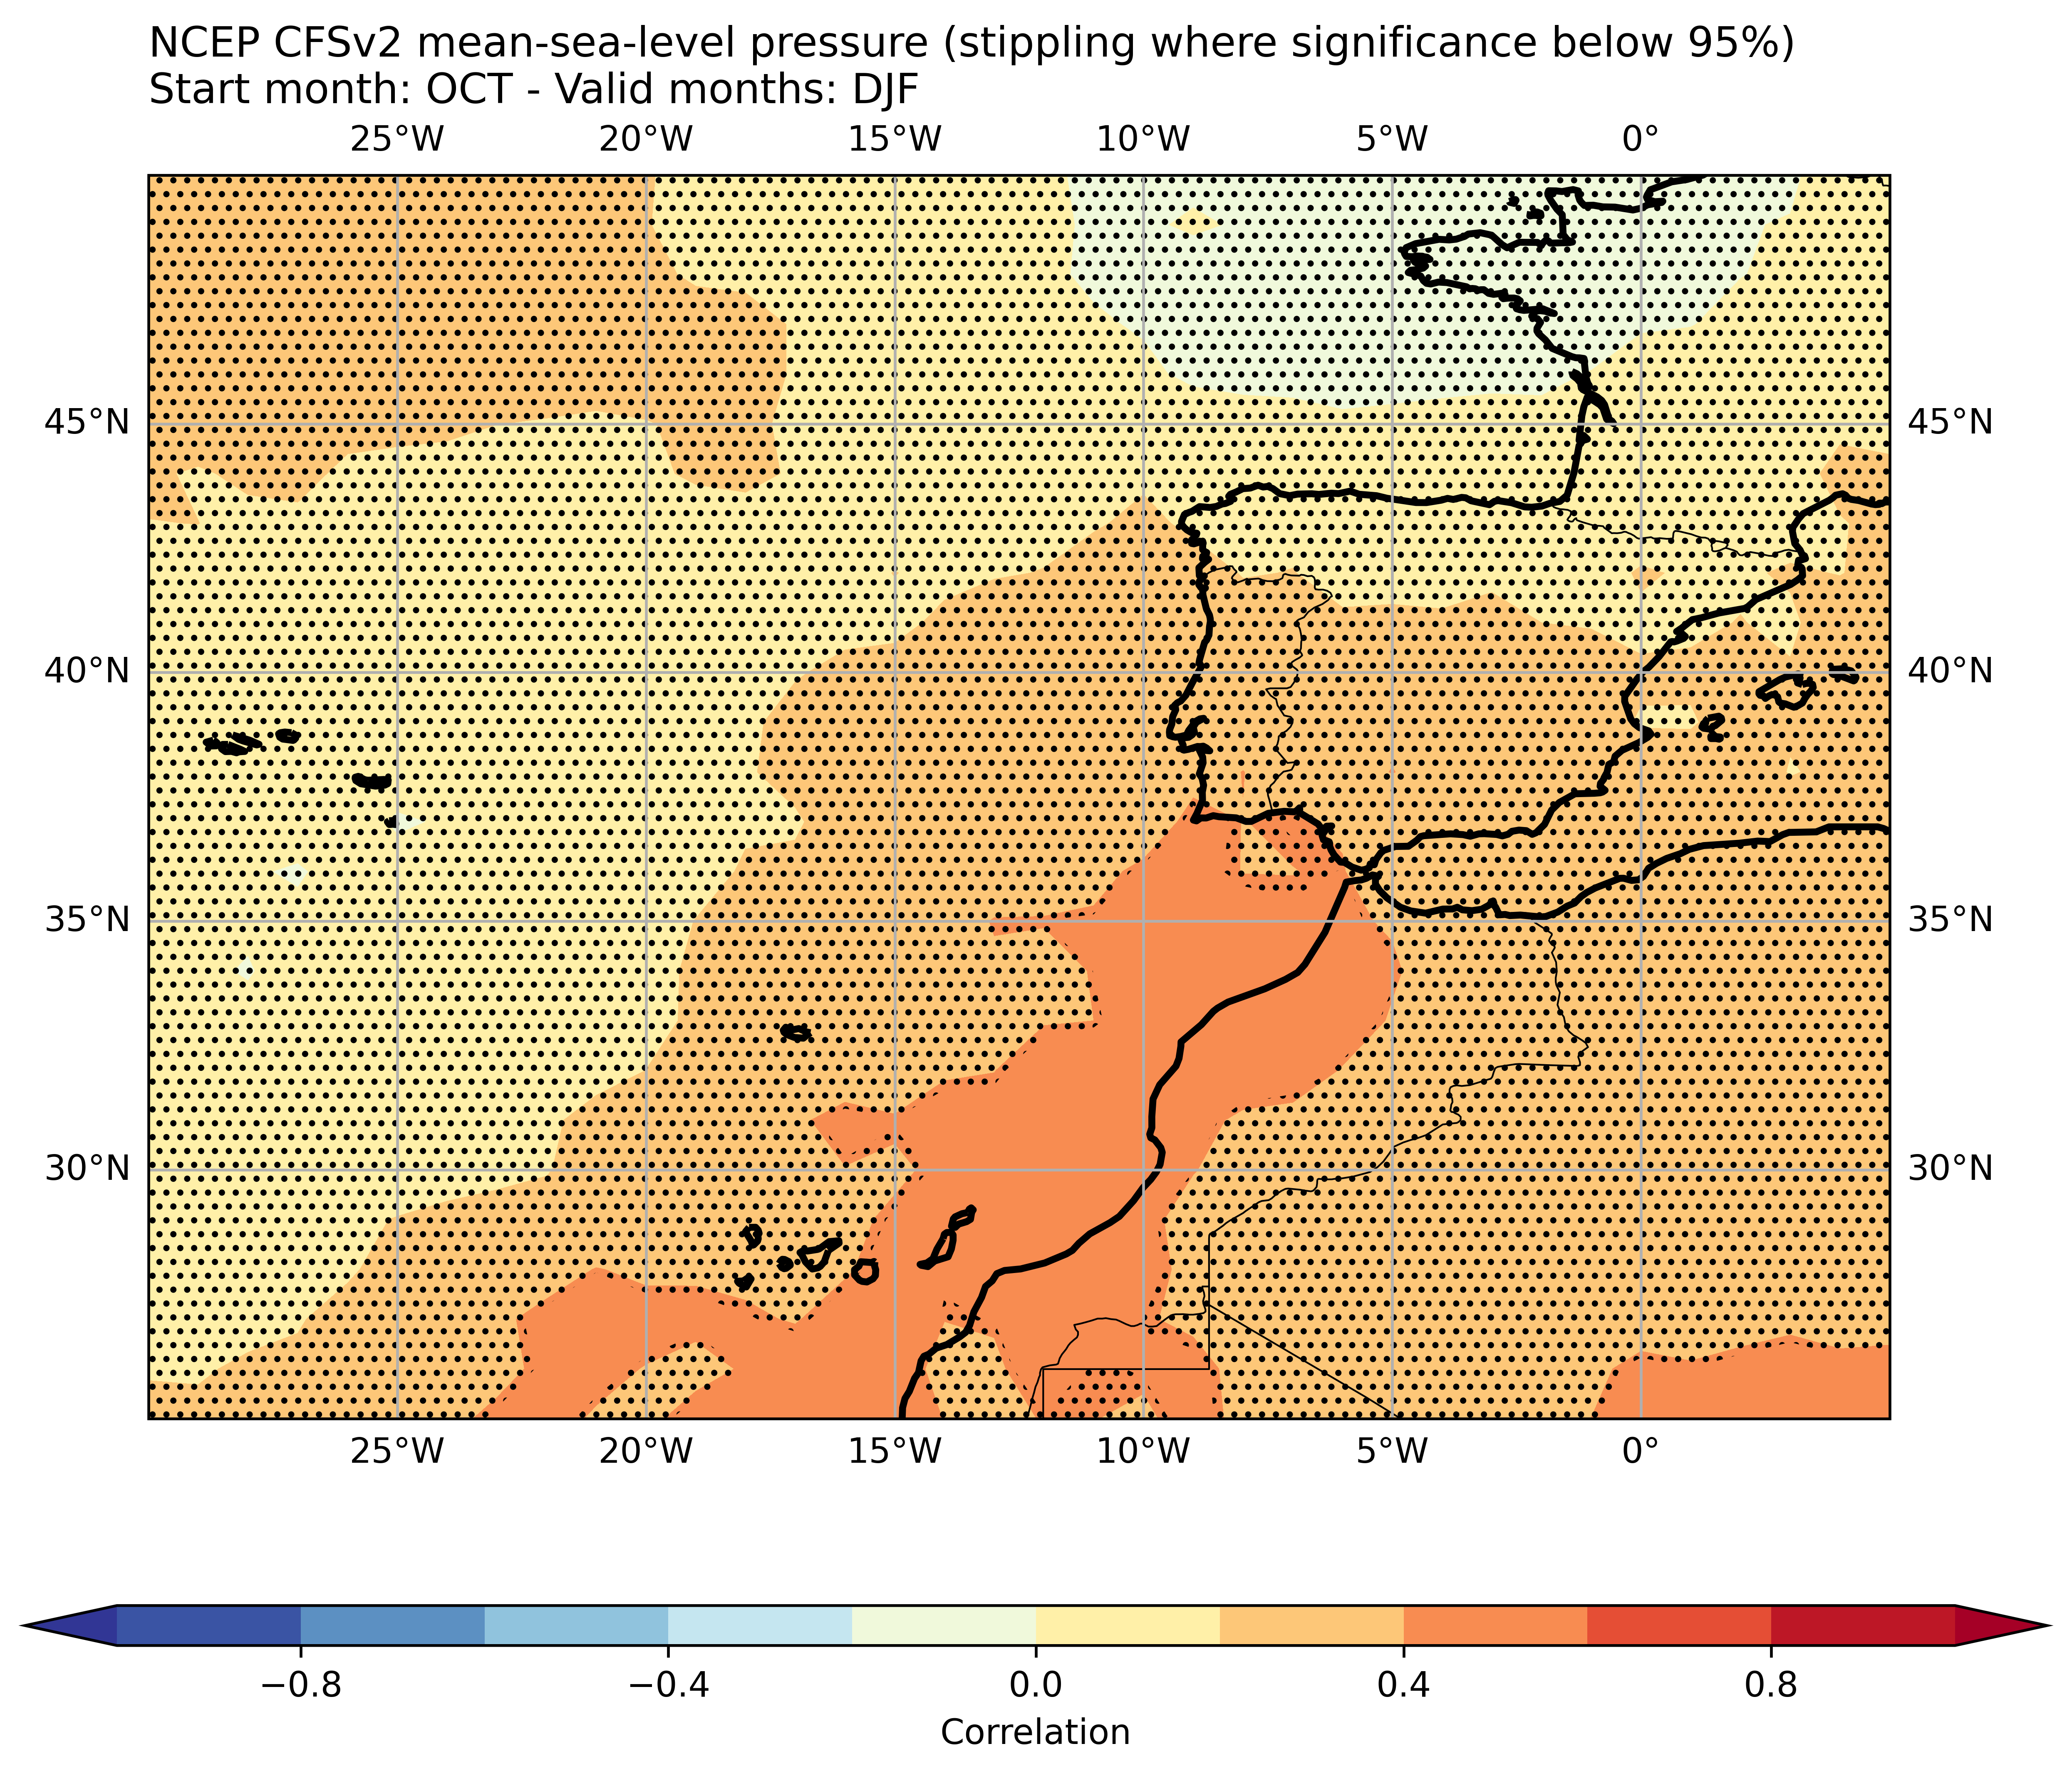 NCEP CFSv2 mean-sea-level pressure (stippling where significance below 95%)
Start month: OCT - Valid months: DJF
25°W 20°W 15°W 10°W 5°W 0°
45°N 45°N
40°N 40°N
35°N 35°N
30°N 30°N
25°W 20°W 15°W 10°W 5°W 0°
−0.8 −0.4 0.0 0.4 0.8
Correlation